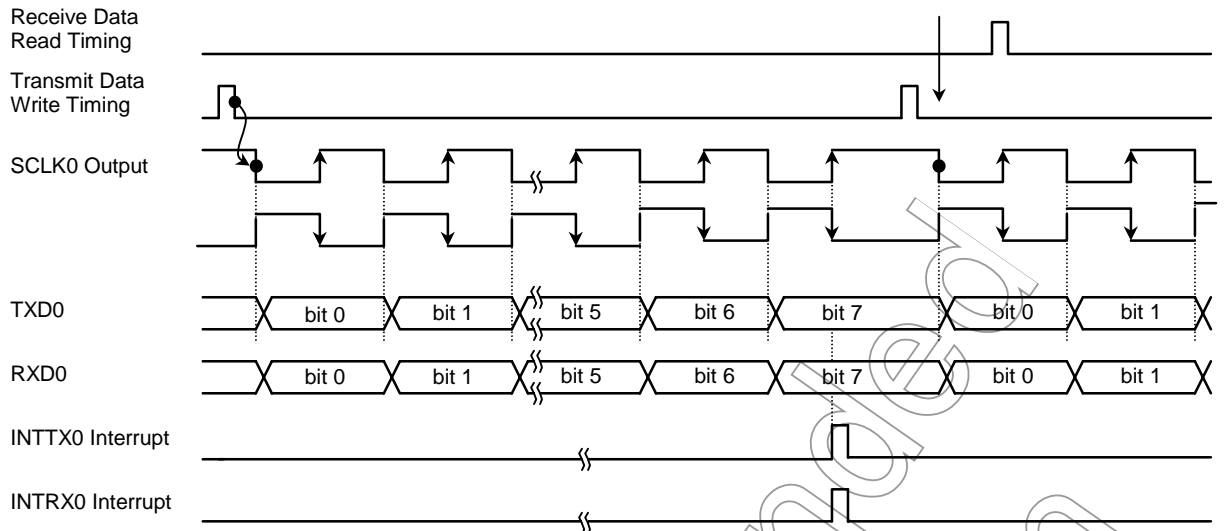 Receive Data
Read Timing
Transmit Data
Write Timing
SCLK0 Output
TXD0
bit 0 bit 1 bit 5 bit 6 bit 7 bit 0 bit 1
RXD0
bit 0 bit 1 bit 5 bit 6 bit 7 bit 0 bit 1
INTTX0 Interrupt
INTRX0 Interrupt